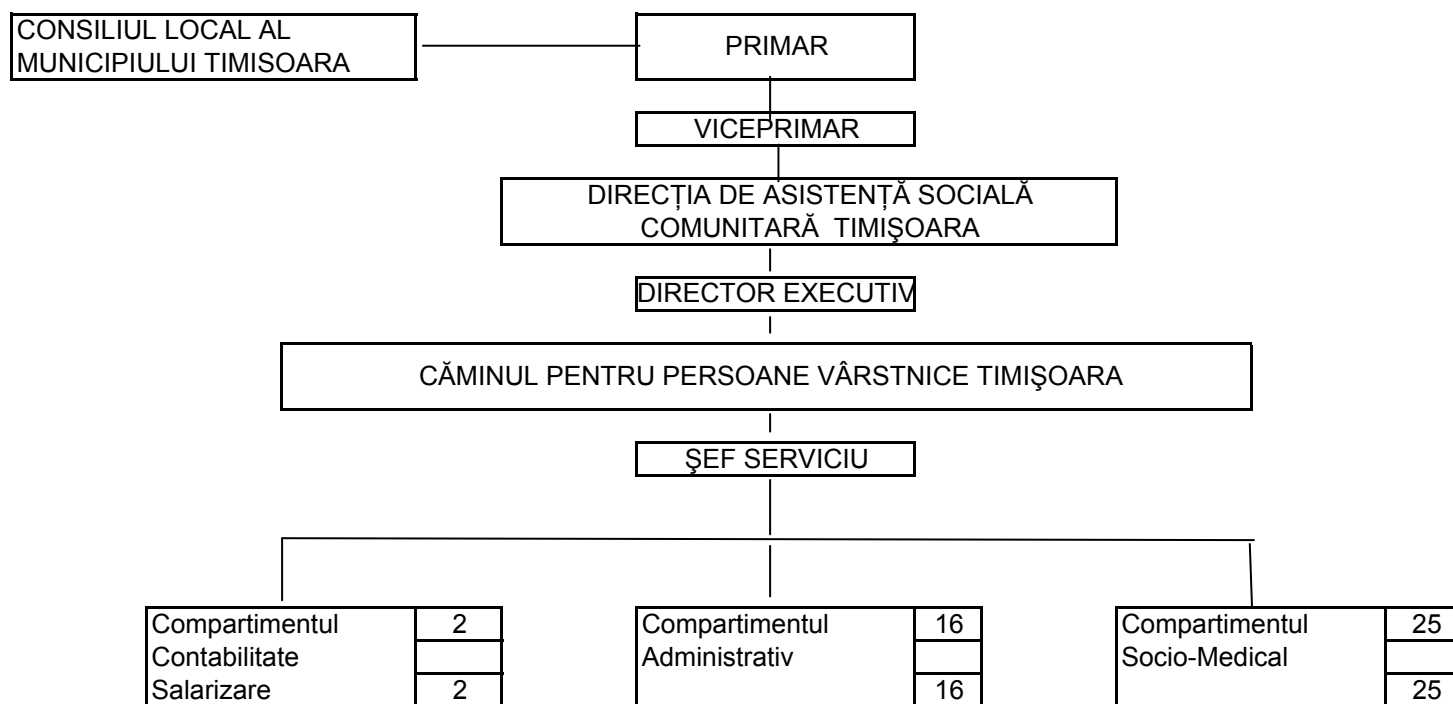 CONSILIUL LOCAL AL
MUNICIPIULUI TIMISOARA
PRIMAR
VICEPRIMAR
DIRECȚIA DE ASISTENȚĂ SOCIALĂ
COMUNITARĂ TIMIŞOARA
DIRECTOR EXECUTIV
CĂMINUL PENTRU PERSOANE VÂRSTNICE TIMIŞOARA
ŞEF SERVICIU
Compartimentul 2
Contabilitate
Salarizare 2
Compartimentul 16
Administrativ
16
Compartimentul 25
Socio-Medical
25